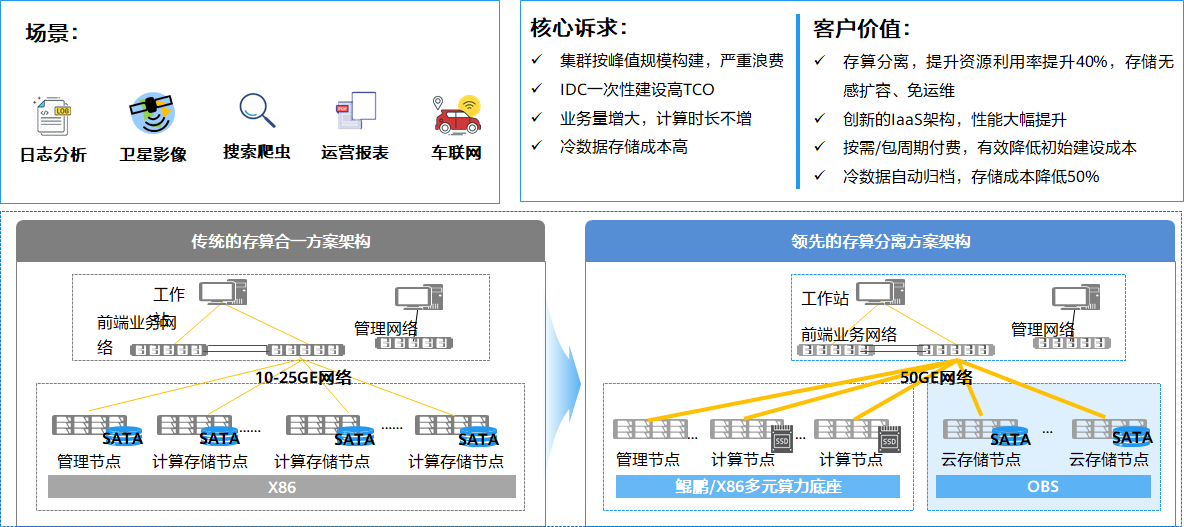 场景：
LOG
PDF
日志分析
卫星影像
搜索爬虫
运营报表
车联网
核心诉求：
✓ 集群按峰值规模构建，严重浪费
✓ IDC一次性建设高TCO
✓ 业务量增大，计算时长不增
✓ 冷数据存储成本高
客户价值：
✓ 存算分离，提升资源利用率提升40%，存储无
感扩容、免运维
✓ 创新的IaaS架构，性能大幅提升
✓ 按需/包周期付费，有效降低初始建设成本
✓ 冷数据自动归档，存储成本降低50%
传统的存算合一方案架构
工作
站
前端业务网
络
管理网络
10-25GE网络
SATA
SATA
......
SATA
......
SATA
管理节点
计算存储节点
计算存储节点
计算存储节点
X86
领先的存算分离方案架构
工作站
前端业务网络
管理网络
50GE网络
...
SSD
...
SSD
SATA
...
SATA
管理节点
计算节点
计算节点
云存储节点
云存储节点
鲲鹏/X86多元算力底座
OBS